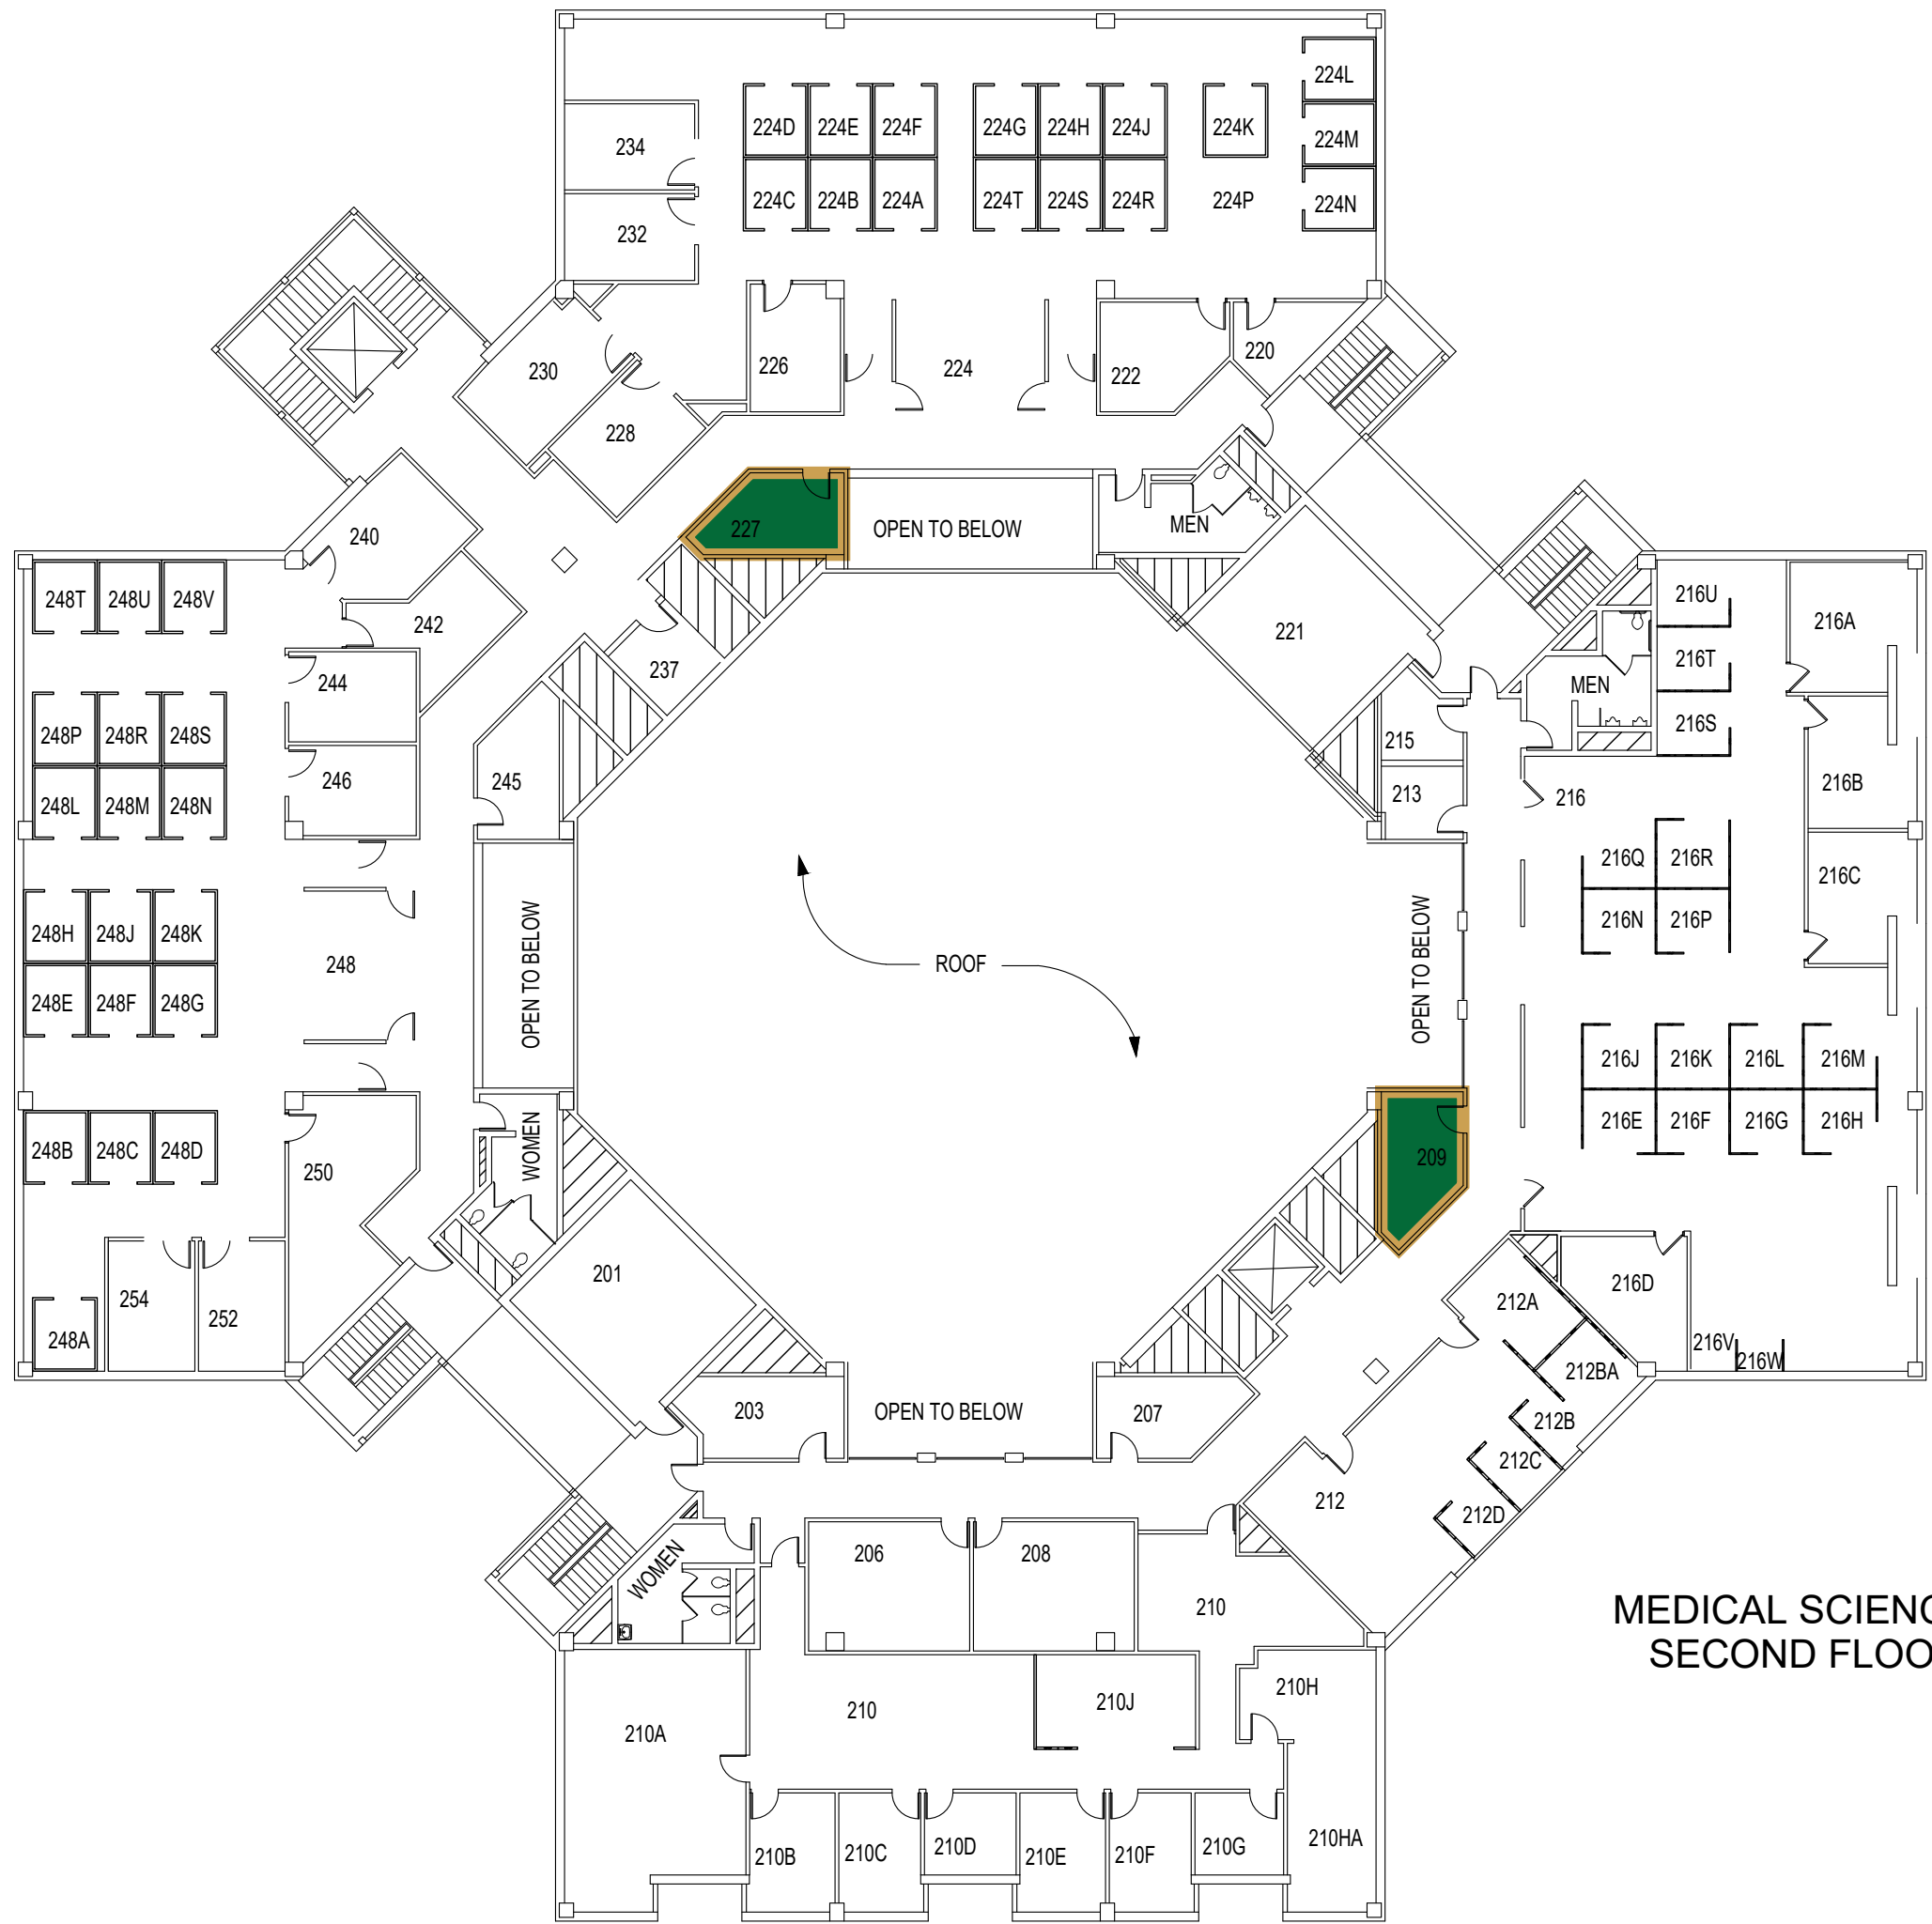 224L
224D 224E 224F 224G 224H 224J 224K
224M
234
224C 224B 224A 224T 224S 224R 224P 224N
232
230 226 224 222 220
228
227 OPEN TO BELOW MEN
240
248T 248U 248V
242
237
221
216U 216A
216T
MEN
216S
244
248P 248R 248S
246
245
215
213
216
216B
248L 248M 248N
216Q 216R
216C
216N 216P
248H 248J 248K
248
OPEN TO BELOW
ROOF
OPEN TO BELOW
248E 248F 248G
216J 216K 216L 216M
216E 216F 216G 216H
248B 248C 248D
250
WOMEN
209
201
254
252
248A
212A
216D
216V
216W
212BA
203 OPEN TO BELOW 207
212B
212C
212
212D
206 208
WOMEN
210
MEDICAL SCIENC
SECOND FLOO
210A
210
210J
210H
210B 210C 210D 210E 210F 210G 210HA